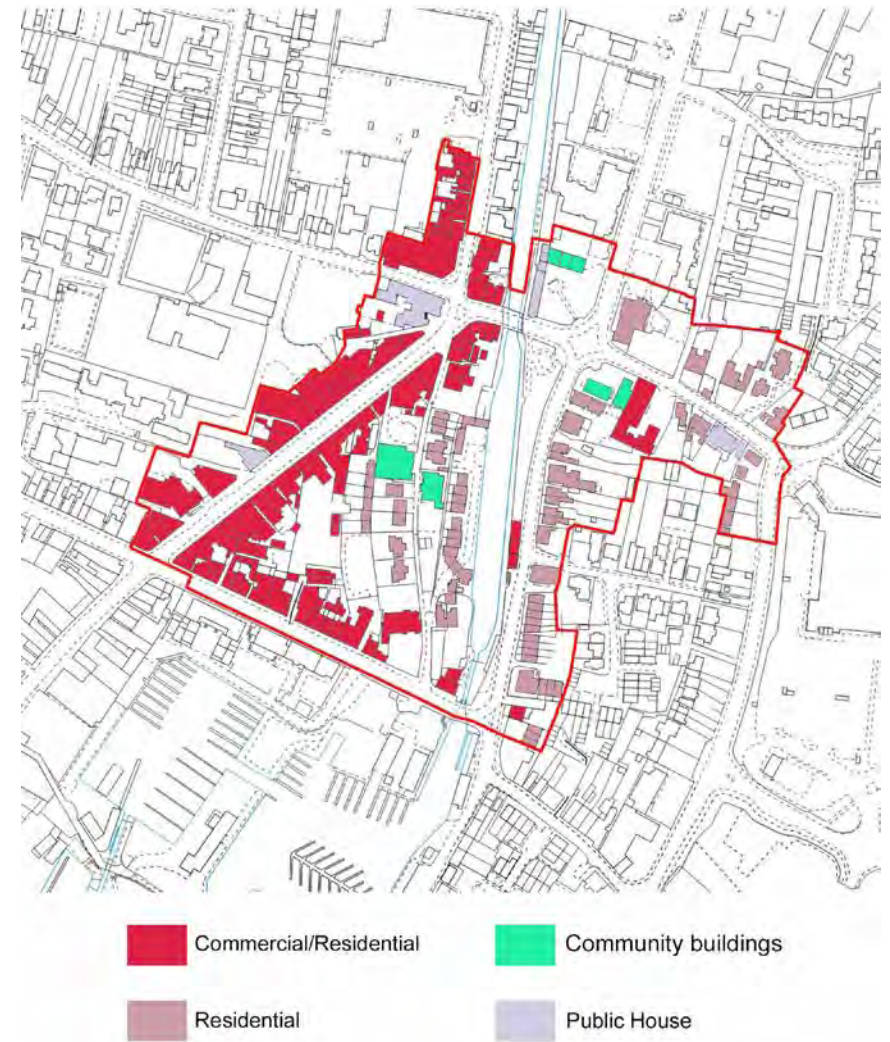 Commercial/Residential
Community buildings
Residential
Public House